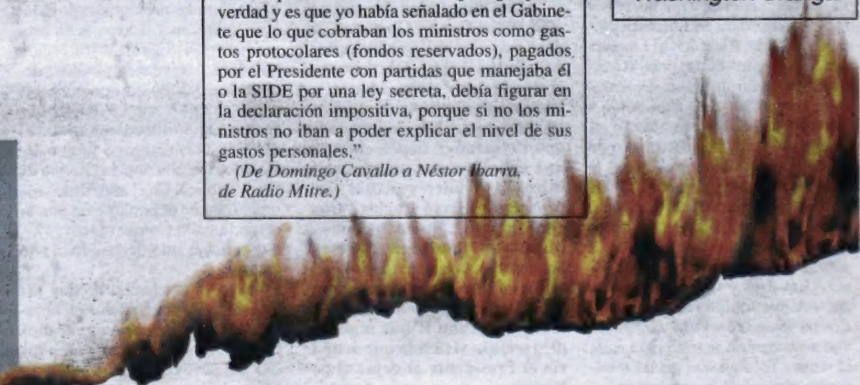 verdad y es que yo había señalado en el Gabine-
te que lo que cobraban los ministros como gas-
tos protocolares (fondos reservados), pagados
por el Presidente con partidas que manejaba él
o la SIDE por una ley secreta, debía figurar en
la declaración impositiva, porque si no los mi-
nistros no iban a poder explicar el nivel de sus
gastos personales."
(De Domingo Cavallo a Néstor Ibarra,
de Radio Mitre.)